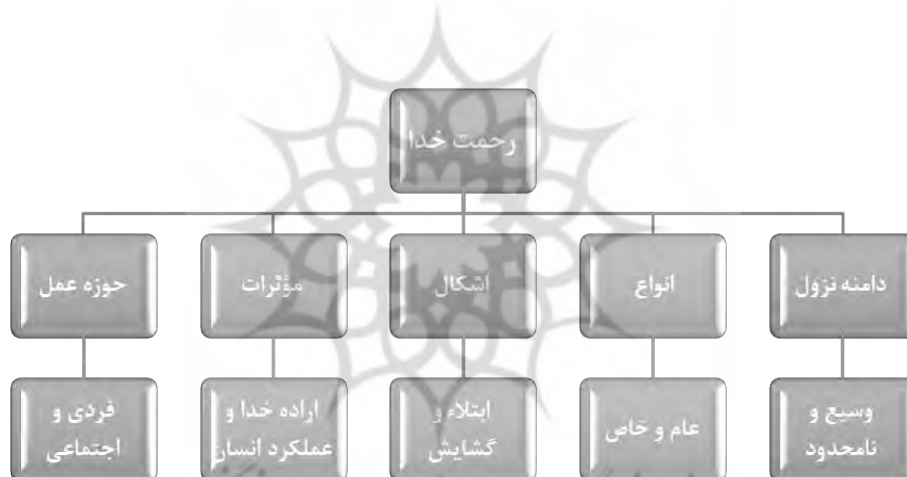 رحمت خدا
دامنه نزول
انواع
اشکال
مؤثرات
حوزه عمل
وسیع و
نامحدود
عام و خاص
ابتلاء و
گشایش
اراده خدا و
عملکرد انسان
فردی و
اجتماعی